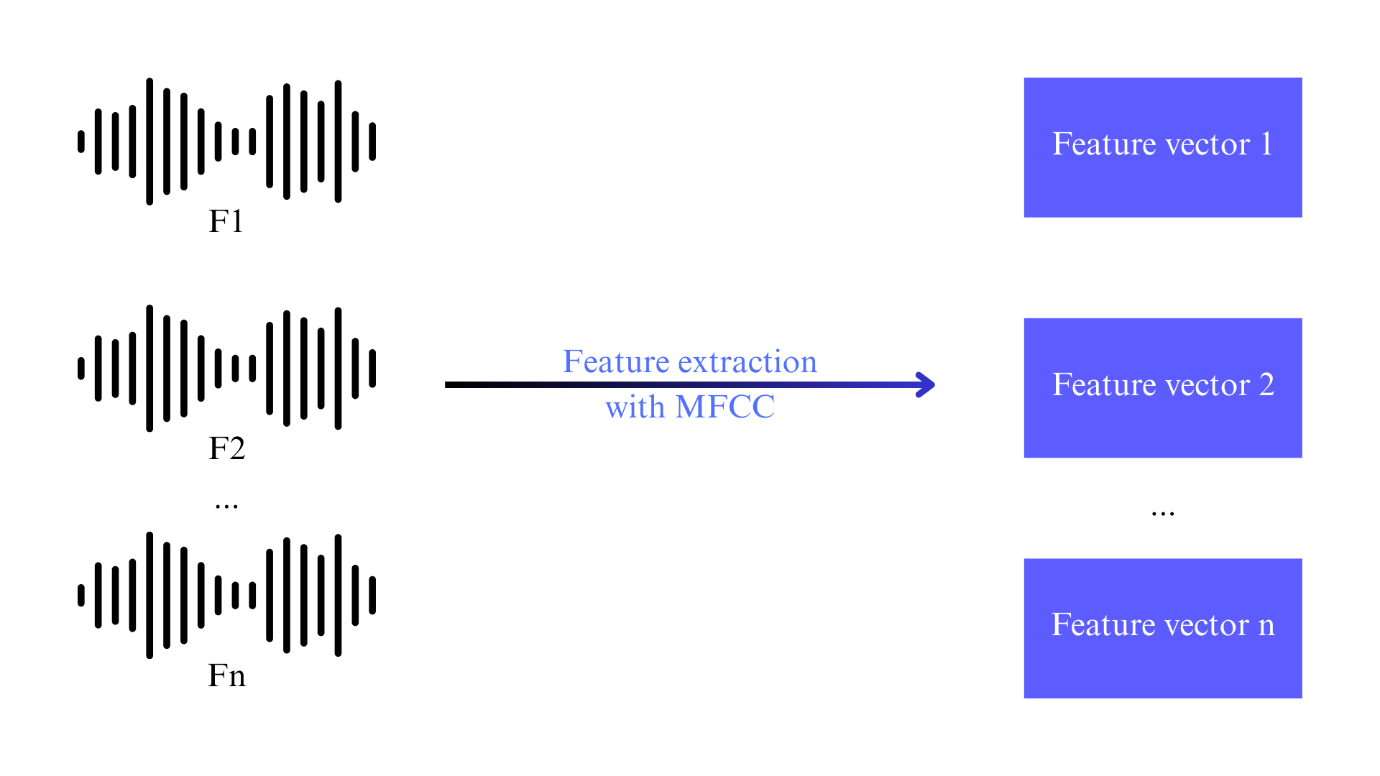 F1
F2
...
Fn
Feature extraction
with MFCC
Feature vector 1
Feature vector 2
...
Feature vector n